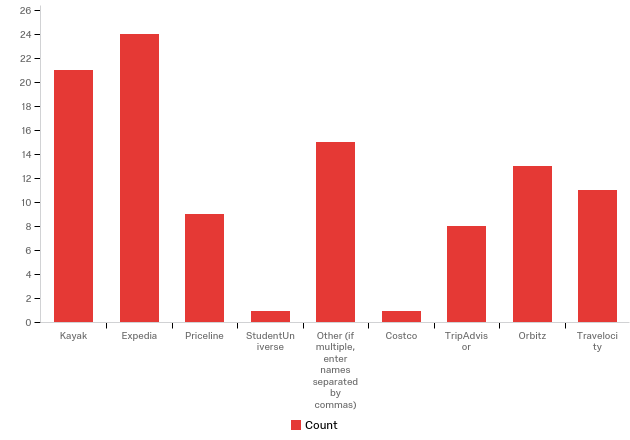 26
24
22
20
18
16
14
12
10
8
6
4
2
0
Kayak
Expedia
Priceline
StudentUn
iverse
Other (if
multiple,
enter
names
separated
by
commas)
Costco
TripAdvis
or
Orbitz
Traveloci
ty
Count